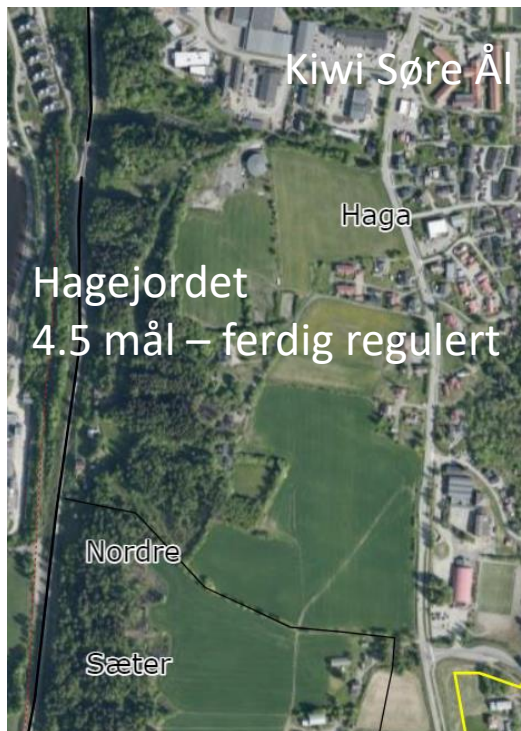 Kiwi Søre Ål
Haga
Hagejordet
4.5 mål – ferdig regulert
Nordre
Sæter